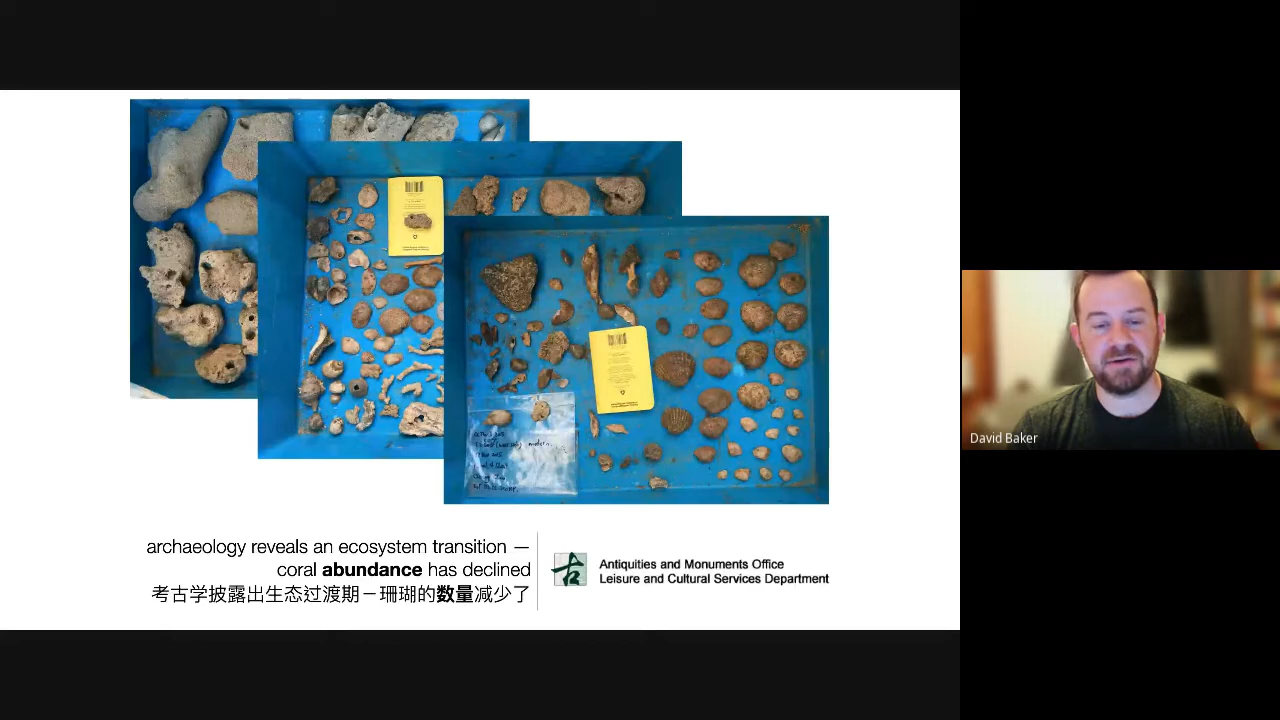 archaeology reveals an ecosystem transition —
coral abundance has declined
考古学披露出生态过渡期－珊瑚的数量减少了
古
Antiquities and Monuments Office
Leisure and Cultural Services Department
David Baker